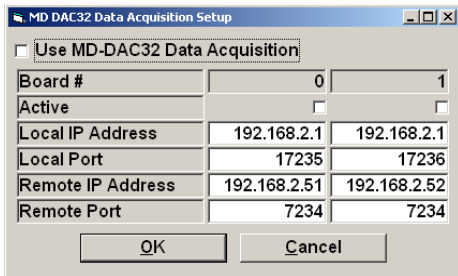 MD DAC32 Data Acquisition Setup
Use MD-DAC32 Data Acquisition
Board # 0 1
Active
Local IP Address 192.168.2.1 192.168.2.1
Local Port 17235 17236
Remote IP Address 192.168.2.51 192.168.2.52
Remote Port 7234 7234
OK Cancel